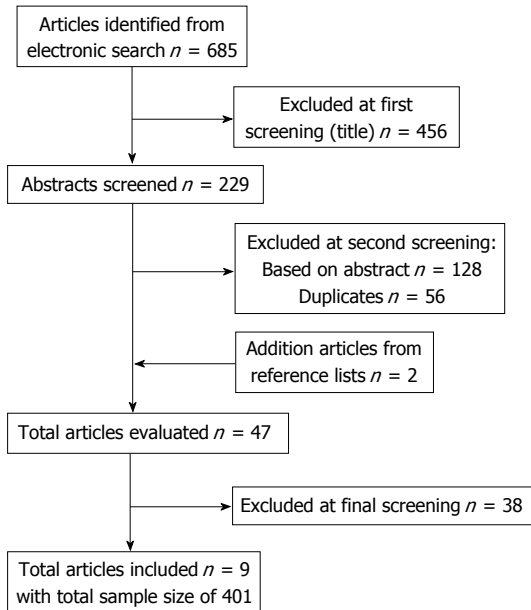 Articles identified from
electronic search n = 685
Excluded at first
screening (title) n = 456
Abstracts screened n = 229
Excluded at second screening:
Based on abstract n = 128
Duplicates n = 56
Addition articles from
reference lists n = 2
Total articles evaluated n = 47
Excluded at final screening n = 38
Total articles included n = 9
with total sample size of 401